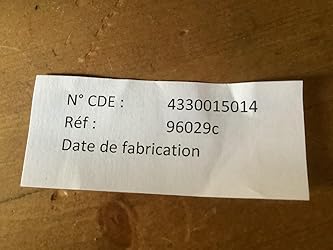 N° CDE : 4330015014
Réf : 96029c
Date de fabrication